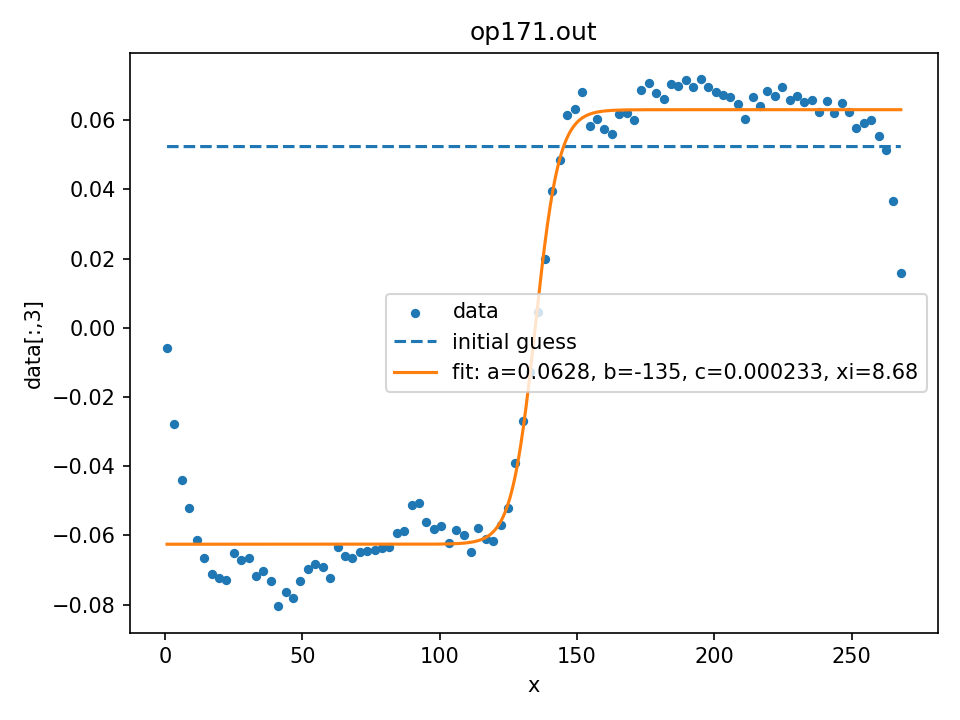 op171.out
data[:,3]
0.06
0.04
0.02
0.00
−0.02
−0.04
−0.06
−0.08
data
initial guess
fit: a=0.0628, b=-135, c=0.000233, xi=8.68
0 50 100 150 200 250
x